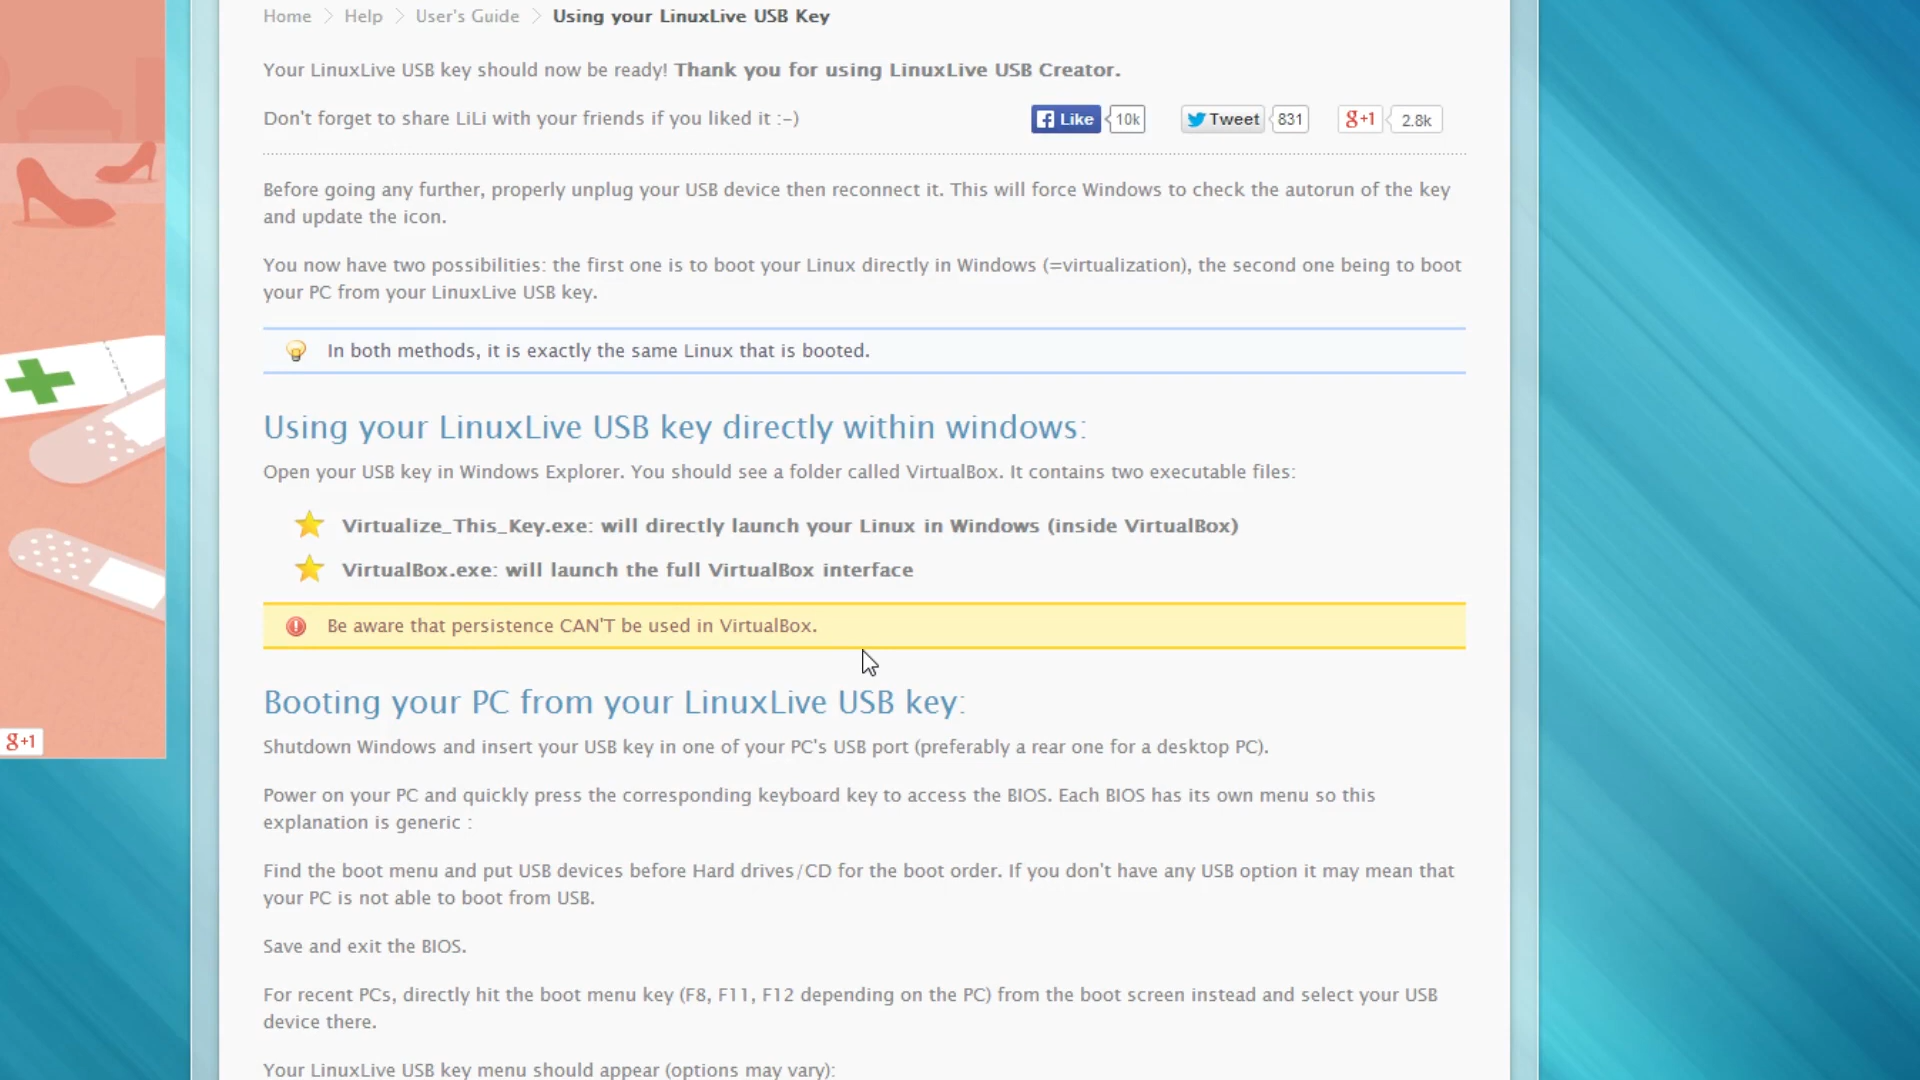 Home > Help > User's Guide > Using your LinuxLive USB Key
Your LinuxLive USB key should now be ready! Thank you for using LinuxLive USB Creator.
Don't forget to share LiLi with your friends if you liked it :-)
Like 10k Tweet 831 g+1 2.8k
Before going any further, properly unplug your USB device then reconnect it. This will force Windows to check the autorun of the key
and update the icon.
You now have two possibilities: the first one is to boot your Linux directly in Windows (=virtualization), the second one being to boot
your PC from your LinuxLive USB key.
In both methods, it is exactly the same Linux that is booted.
Using your LinuxLive USB key directly within windows:
Open your USB key in Windows Explorer. You should see a folder called VirtualBox. It contains two executable files:
Virtualize_This_Key.exe: will directly launch your Linux in Windows (inside VirtualBox)
VirtualBox.exe: will launch the full VirtualBox interface
Be aware that persistence CAN'T be used in VirtualBox.
Booting your PC from your LinuxLive USB key:
Shutdown Windows and insert your USB key in one of your PC's USB port (preferably a rear one for a desktop PC).
g+1
Power on your PC and quickly press the corresponding keyboard key to access the BIOS. Each BIOS has its own menu so this
explanation is generic :
Find the boot menu and put USB devices before Hard drives/CD for the boot order. If you don't have any USB option it may mean that
your PC is not able to boot from USB.
Save and exit the BIOS.
For recent PCs, directly hit the boot menu key (F8, F11, F12 depending on the PC) from the boot screen instead and select your USB
device there.
Your LinuxLive USB key menu should appear (options may vary):